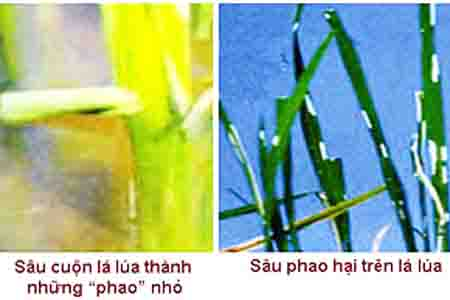 Sâu cuộn lá lúa thành
những "phao" nhỏ
Sâu phao hại trên lá lúa